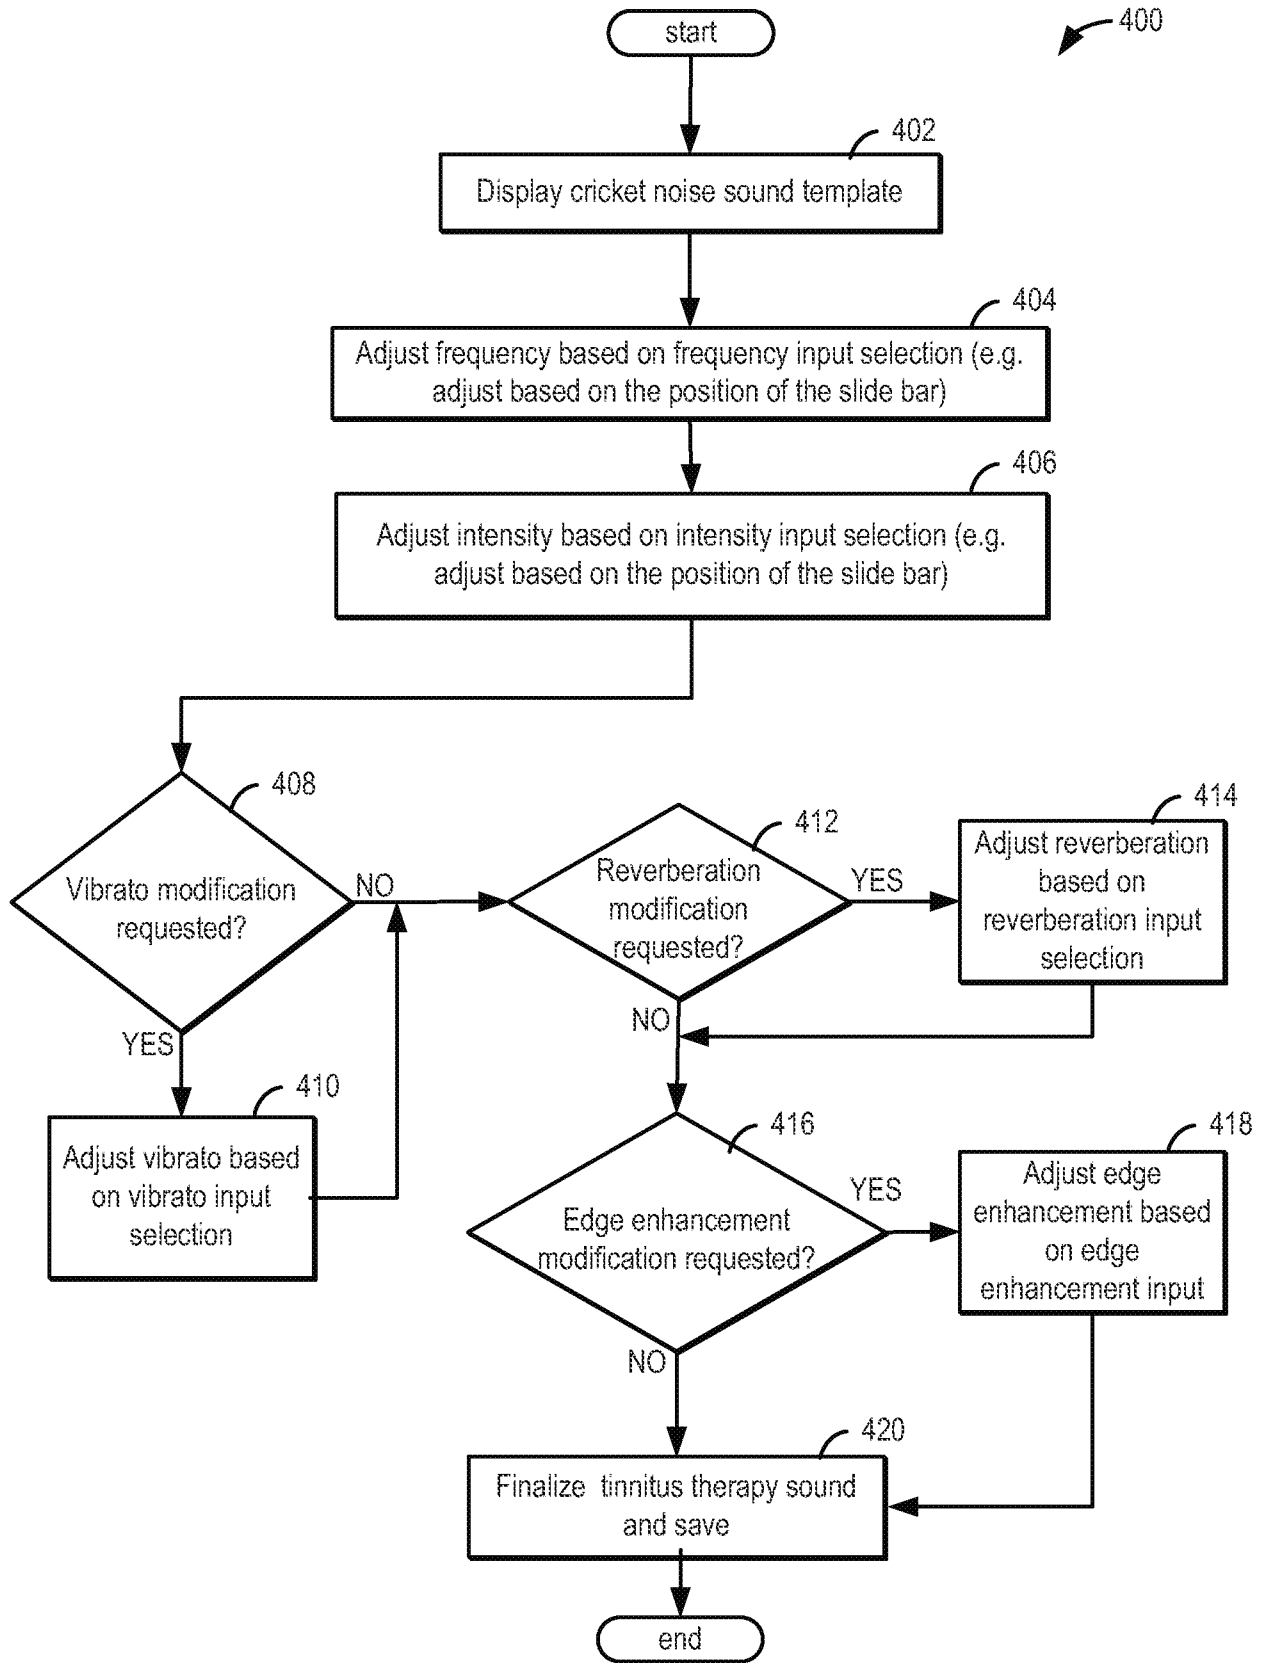 start
400
402
Display cricket noise sound template
404
Adjust frequency based on frequency input selection (e.g.
adjust based on the position of the slide bar)
406
Adjust intensity based on intensity input selection (e.g.
adjust based on the position of the slide bar)
408
Vibrato modification
requested?
NO
YES
410
Adjust vibrato based
on vibrato input
selection
412
Reverberation
modification
requested?
YES
NO
414
Adjust reverberation
based on
reverberation input
selection
416
Edge enhancement
modification requested?
YES
NO
418
Adjust edge
enhancement based
on edge
enhancement input
420
Finalize tinnitus therapy sound
and save
end